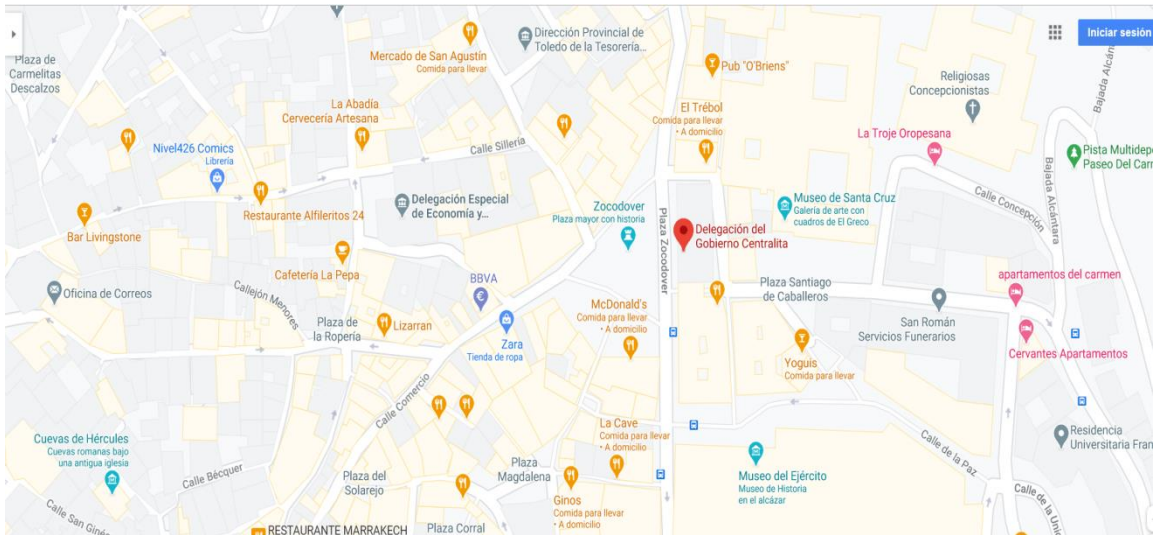 Plaza de
Carmelitas
Descalzos
Mercado de San Agustín
Comida para llevar
Dirección Provincial de
Toledo de la Tesorería...
Iniciar sesión
Pub "O'Briens"
Religiosas
Concepcionistas
Bajada Alcánt
La Abadía
Cervecería Artesana
El Trébol
Comida para llevar
• A domicilio
La Troje Oropesana
Nivel426 Comics
Librería
Calle Sillería
Pista Multidepo
Paseo Del Carr
Bajada Alcántara
Calle Concepción
Restaurante Alfileritos 24
Delegación Especial
de Economía y...
Zocodover
Plaza mayor con historia
Plaza Zocodover
Museo de Santa Cruz
Galería de arte con
cuadros de El Greco
Bar Livingstone
Delegación del
Gobierno Centralita
Cafetería La Pepa
BBVA
Plaza Santiago
de Caballeros
apartamentos del carmen
Oficina de Correos
Callejón Menores
Plaza de
la Ropería
Lizarran
Zara
Tienda de ropa
McDonald's
Comida para llevar
• A domicilio
San Román
Servicios Funerarios
Cervantes Apartamentos
Yoguis
Comida para llevar
Calle Comercio
Cuevas de Hércules
Cuevas romanas bajo
una antigua iglesia
La Cave
Comida para llevar
• A domicilio
Calle de la Paz
Residencia
Universitaria Fran
Calle Bécquer
Plaza del
Solarejo
Plaza
Magdalena
Museo del Ejército
Museo de Historia
en el alcázar
Ginos
Comida para llevar
• A domicilio
Calle de la Unió
Calle San Giné
RESTAURANTE MARRAKECH
Plaza Corral